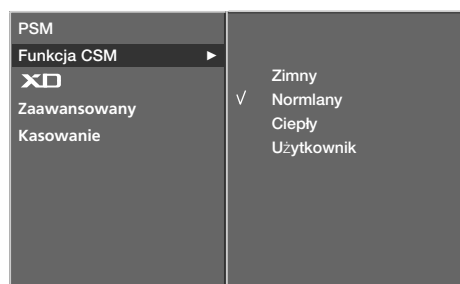 PSM
Funkcja CSM ►
XD
Zaawansowany
Kasowanie
Zimny
√ Normlany
Ciepły
Użytkownik